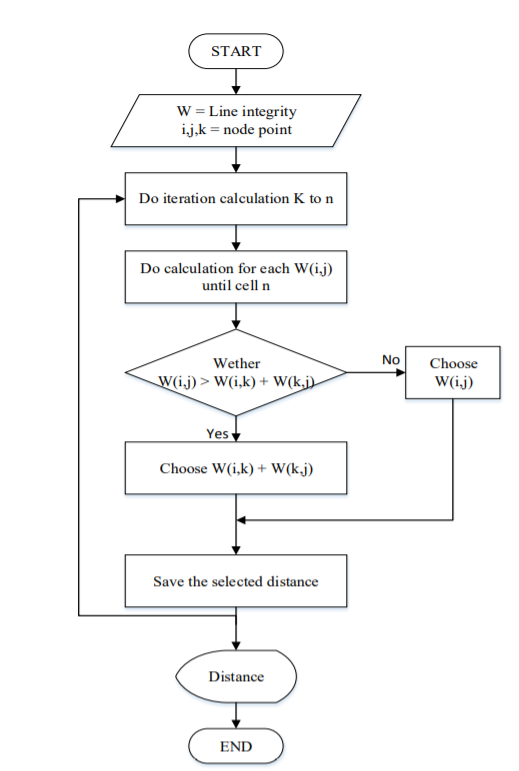 START
W = Line integrity
i,j,k = node point
Do iteration calculation K to n
Do calculation for each W(i,j)
until cell n
Wether
W(i,j) > W(i,k) + W(k,j)
No
Choose
W(i,j)
Yes
Choose W(i,k) + W(k,j)
Save the selected distance
Distance
END